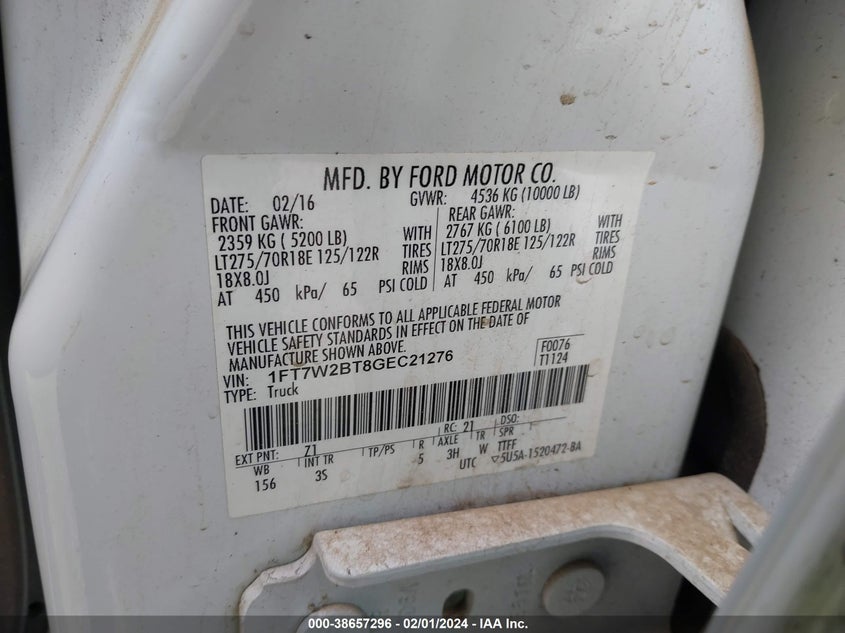 MFD. BY FORD MOTOR CO.
DATE: 02/16 GVWR: 4536 KG (10000 LB)
FRONT GAWR: REAR GAWR:
2359 KG ( 5200 LB) WITH 2767 KG ( 6100 LB) WITH
LT275/70R18E 125/122R TIRES LT275/70R18E 125/122R TIRES
18X8.0J RIMS 18X8.0J RIMS
AT 450 kPa/ 65 PSI COLD AT 450 kPa/ 65 PSI COLD
THIS VEHICLE CONFORMS TO ALL APPLICABLE FEDERAL MOTOR
VEHICLE SAFETY STANDARDS IN EFFECT ON THE DATE OF
MANUFACTURE SHOWN ABOVE.
VIN: 1FT7W2BT8GEC21276 F0076
TYPE: Truck T1124
EXT PNT: Z1 RC: 21 DSO:
WB INT TR TP/PS R AXLE TR SPR
156 3S 5 3H W TTFF
UTC ▽5U5A-1520472-BA
000-38657296 - 02/01/2024 - IAA Inc.